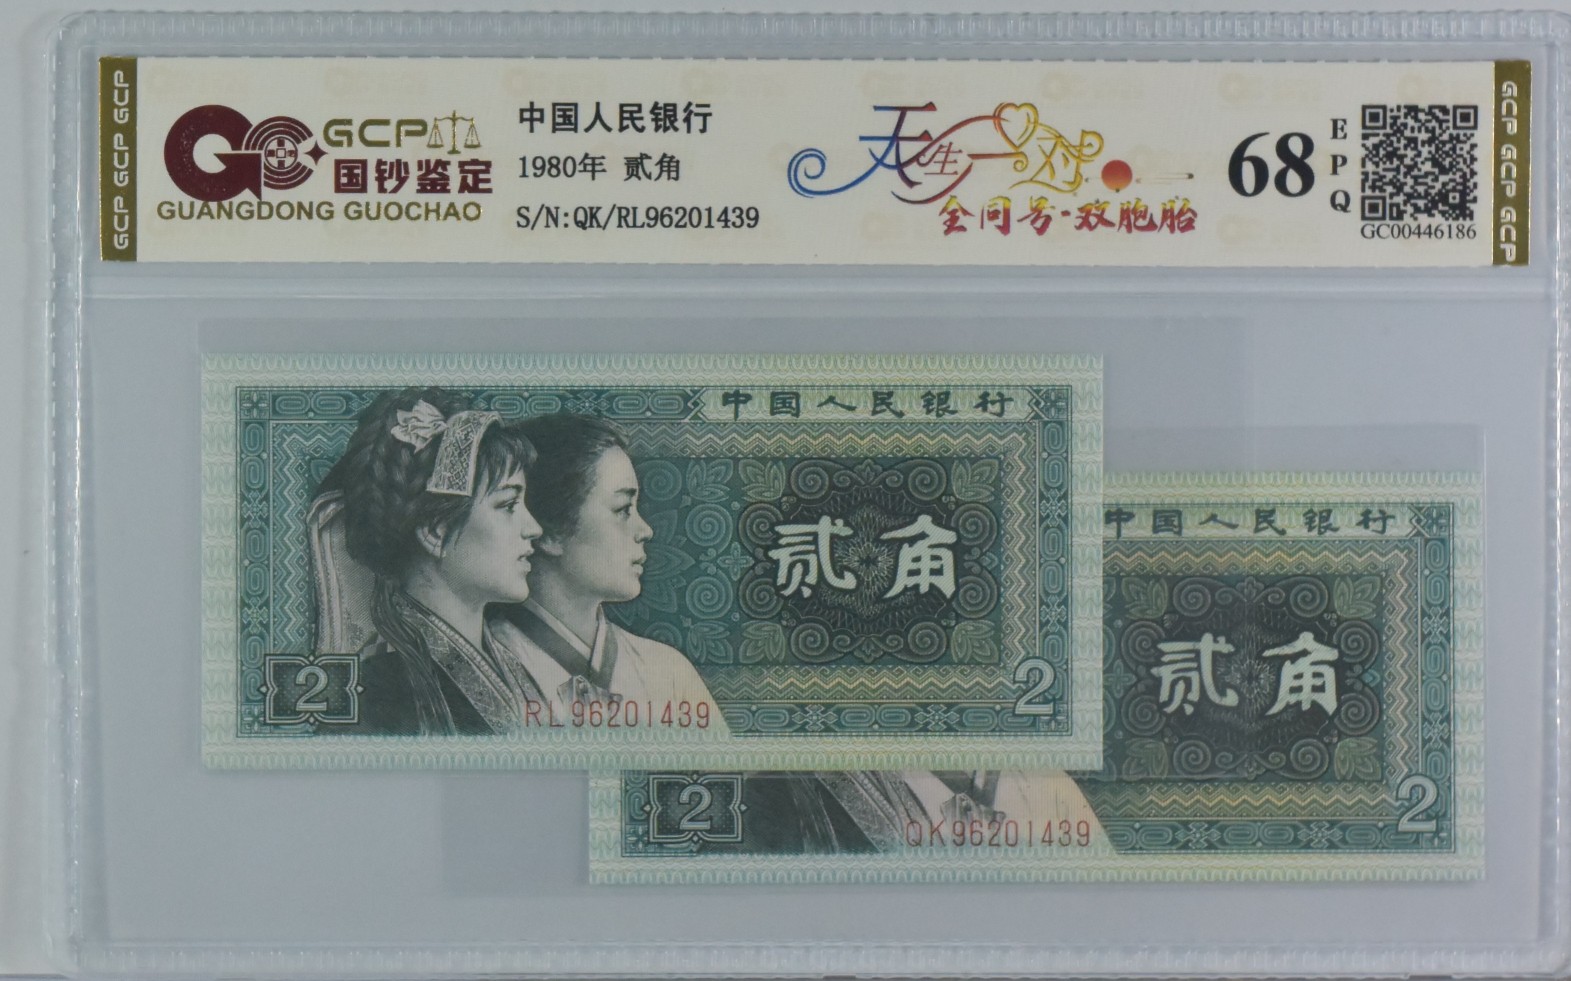 GCP GCP GCP
GCP
国钞鉴定
GUANGDONG GUOCHAO
中国人民银行
1980年 贰角
S/N:QK/RL96201439
天生一对
全同号·双胞胎
68
EPQ
GC00446186
GCP GCP GCP
中国人民银行
贰角
2
2
RL96201439
中国人民银行
贰角
2
2
QK96201439